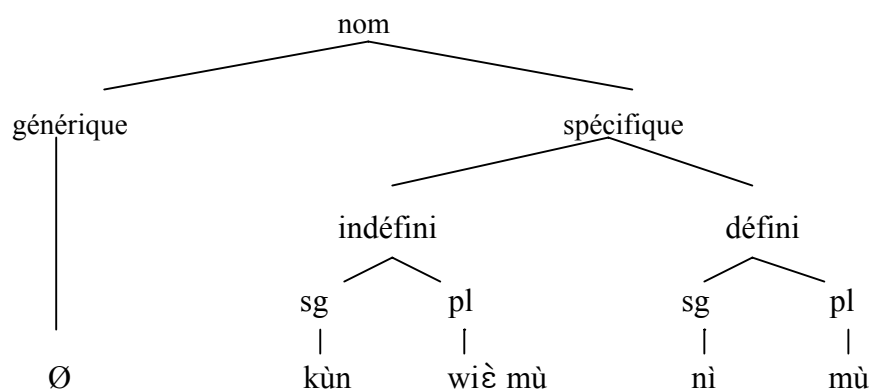 nom
générique spécifique
indéfini défini
sg pl sg pl
Ø kùn wiɛ̀ mù nì mù